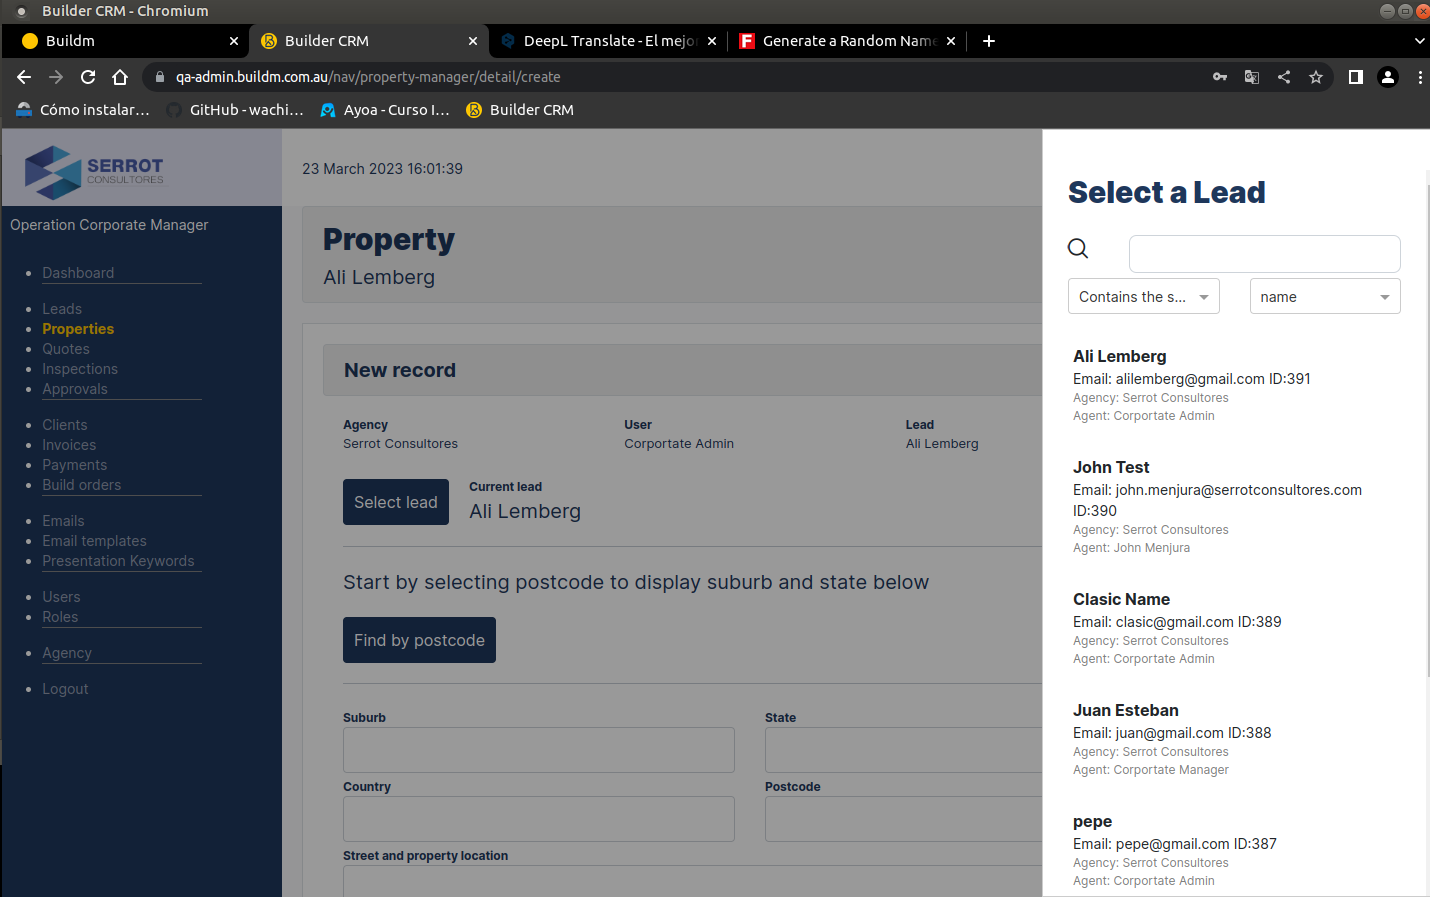 Builder CRM - Chromium
Buildm
Builder CRM
DeepL Translate - El mejor
Generate a Random Name
qa-admin.buildm.com.au/nav/property-manager/detail/create
Cómo instalar...
GitHub - wachi...
Ayoa - Curso I...
Builder CRM
SERROT
CONSULTORES
Operation Corporate Manager
Dashboard
Leads
Properties
Quotes
Inspections
Approvals
Clients
Invoices
Payments
Build orders
Emails
Email templates
Presentation Keywords
Users
Roles
Agency
Logout
23 March 2023 16:01:39
Property
Ali Lemberg
New record
Agency
Serrot Consultores
User
Corportate Admin
Lead
Ali Lemberg
Select lead
Current lead
Ali Lemberg
Start by selecting postcode to display suburb and state below
Find by postcode
Suburb
State
Country
Postcode
Street and property location
Select a Lead
Contains the s...
name
Ali Lemberg
Email: alilemberg@gmail.com ID:391
Agency: Serrot Consultores
Agent: Corportate Admin
John Test
Email: john.menjura@serrotconsultores.com
ID:390
Agency: Serrot Consultores
Agent: John Menjura
Clasic Name
Email: clasic@gmail.com ID:389
Agency: Serrot Consultores
Agent: Corportate Admin
Juan Esteban
Email: juan@gmail.com ID:388
Agency: Serrot Consultores
Agent: Corportate Manager
pepe
Email: pepe@gmail.com ID:387
Agency: Serrot Consultores
Agent: Corportate Admin